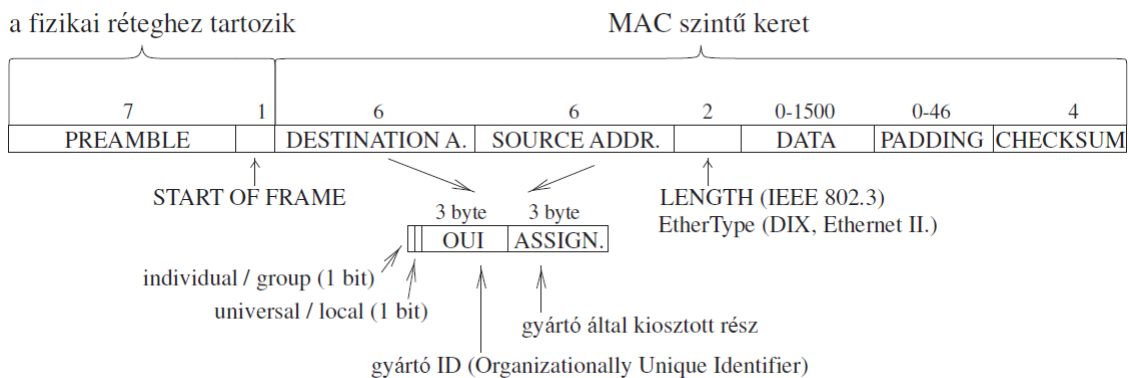 a fizikai réteghez tartozik MAC szintű keret
7 1 6 6 2 0-1500 0-46 4
PREAMBLE DESTINATION A. SOURCE ADDR. DATA PADDING CHECKSUM
START OF FRAME
LENGTH (IEEE 802.3)
EtherType (DIX, Ethernet II.)
3 byte 3 byte
OUI ASSIGN.
individual / group (1 bit)
universal / local (1 bit)
gyártó által kiosztott rész
gyártó ID (Organizationally Unique Identifier)